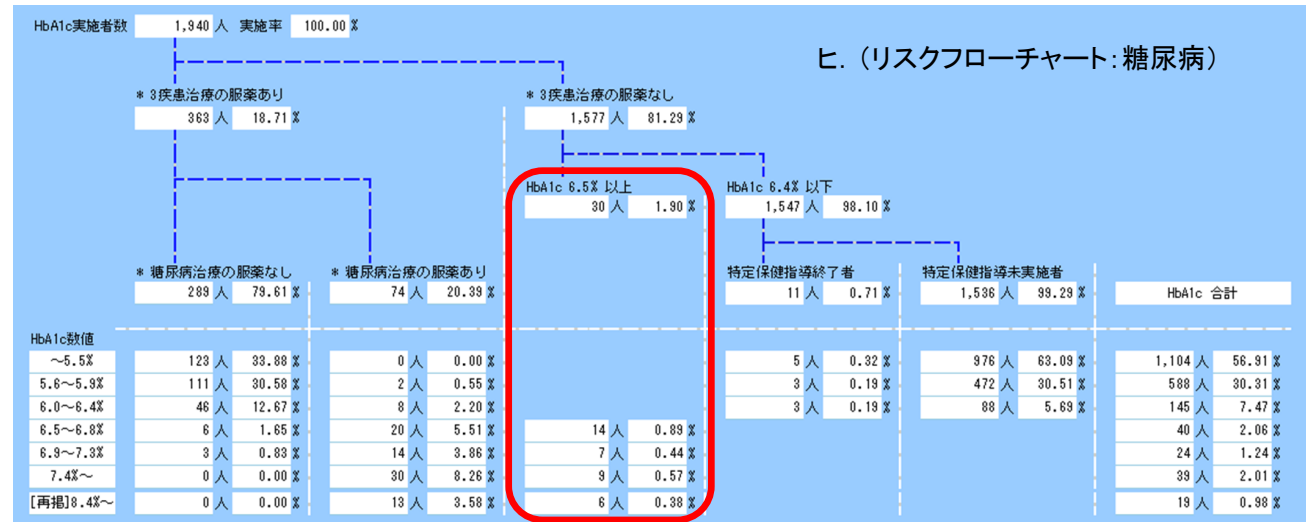 HbA1c実施者数 1,940 人 実施率 100.00 %
ヒ.（リスクフローチャート：糖尿病）
* 3疾患治療の服薬あり * 3疾患治療の服薬なし
363 人 18.71 % 1,577 人 81.29 %
HbA1c 6.5% 以上 HbA1c 6.4% 以下
30 人 1.90 % 1,547 人 98.10 %
* 糖尿病治療の服薬なし * 糖尿病治療の服薬あり 特定保健指導終了者 特定保健指導未実施者
289 人 79.61 % 74 人 20.39 % 11 人 0.71 % 1,536 人 99.29 % HbA1c 合計
HbA1c数値
～5.5% 123 人 33.88 % 0 人 0.00 % 5 人 0.32 % 976 人 63.09 % 1,104 人 56.91 %
5.6～5.9% 111 人 30.58 % 2 人 0.55 % 3 人 0.19 % 472 人 30.51 % 588 人 30.31 %
6.0～6.4% 46 人 12.67 % 8 人 2.20 % 3 人 0.19 % 88 人 5.69 % 145 人 7.47 %
6.5～6.8% 6 人 1.65 % 20 人 5.51 % 14 人 0.89 % 40 人 2.06 %
6.9～7.3% 3 人 0.83 % 14 人 3.86 % 7 人 0.44 % 24 人 1.24 %
7.4%～ 0 人 0.00 % 30 人 8.26 % 9 人 0.57 % 39 人 2.01 %
[再掲]8.4%～ 0 人 0.00 % 13 人 3.58 % 6 人 0.38 % 19 人 0.98 %